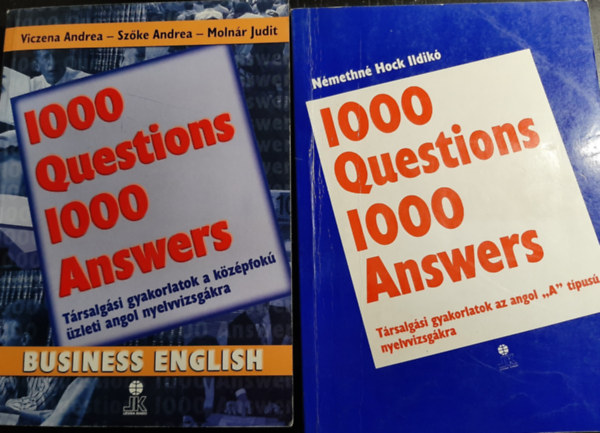 Viczena Andrea – Szőke Andrea – Molnár Judit
1000
Questions
1000
Answers
Társalgási gyakorlatok a középfokú
üzleti angol nyelvvizsgákra
BUSINESS ENGLISH
JK
Némethné Hock Ildikó
1000
Questions
1000
Answers
Társalgási gyakorlatok az angol „A” típusú
nyelvvizsgákra